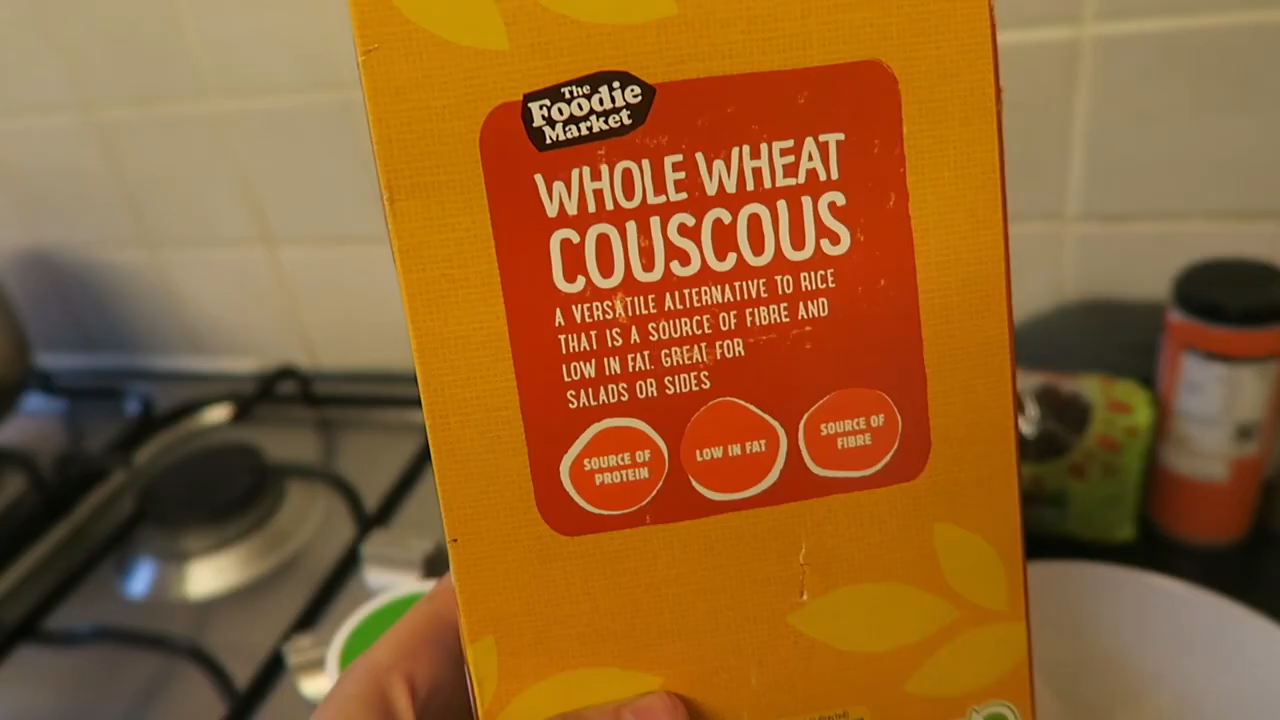 The
Foodie
Market
WHOLE WHEAT
COUSCOUS
A VERSATILE ALTERNATIVE TO RICE
THAT IS A SOURCE OF FIBRE AND
LOW IN FAT. GREAT FOR
SALADS OR SIDES
SOURCE OF
PROTEIN
LOW IN FAT
SOURCE OF
FIBRE